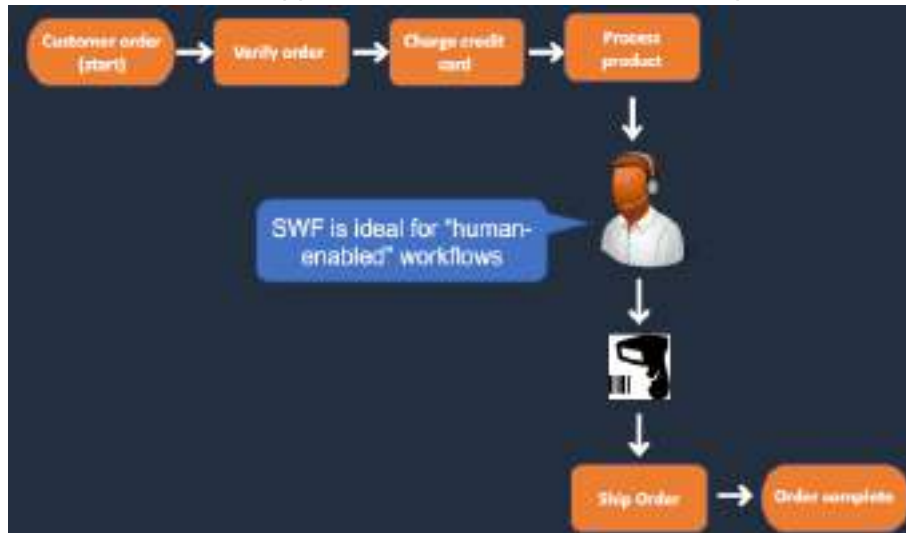 Customer order
(start)
Verify order
Charge credit
card
Process
product
SWF is ideal for "human-
enabled" workflows
Ship Order
Order complete